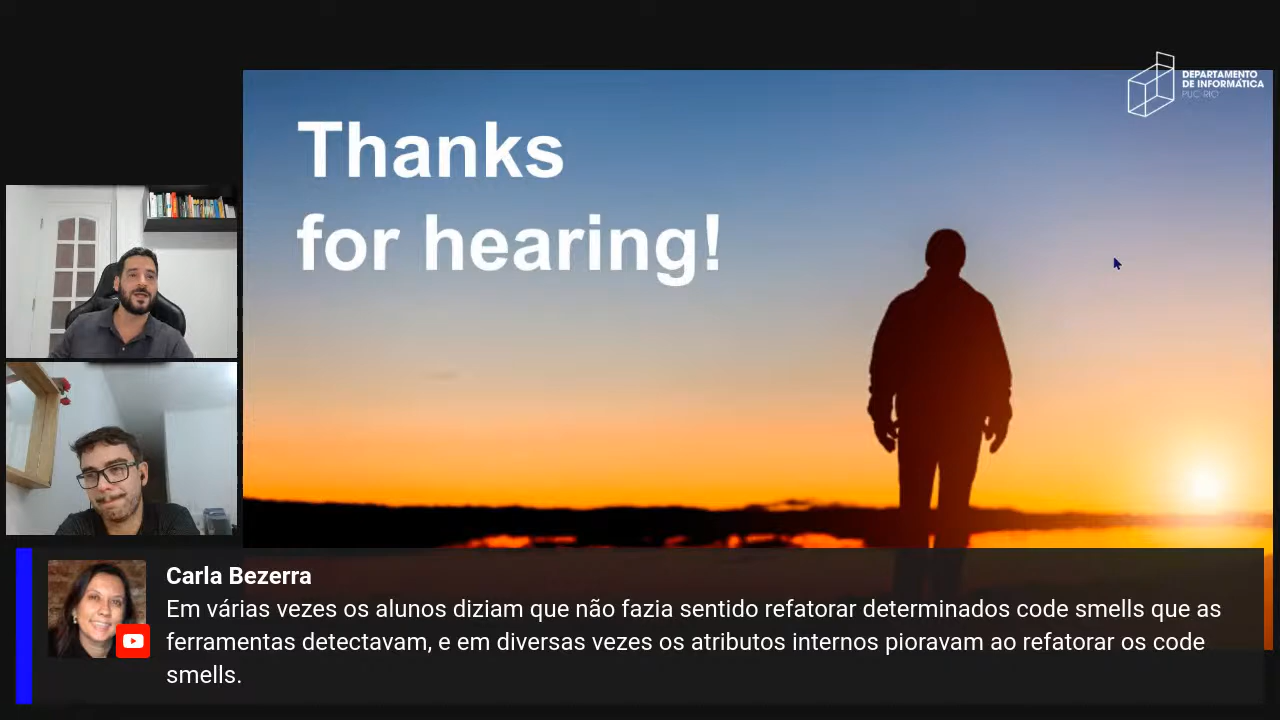 DEPARTAMENTO
DE INFORMÁTICA
PUC-RIO
Thanks
for hearing!
Carla Bezerra
Em várias vezes os alunos diziam que não fazia sentido refatorar determinados code smells que as
ferramentas detectavam, e em diversas vezes os atributos internos pioravam ao refatorar os code
smells.